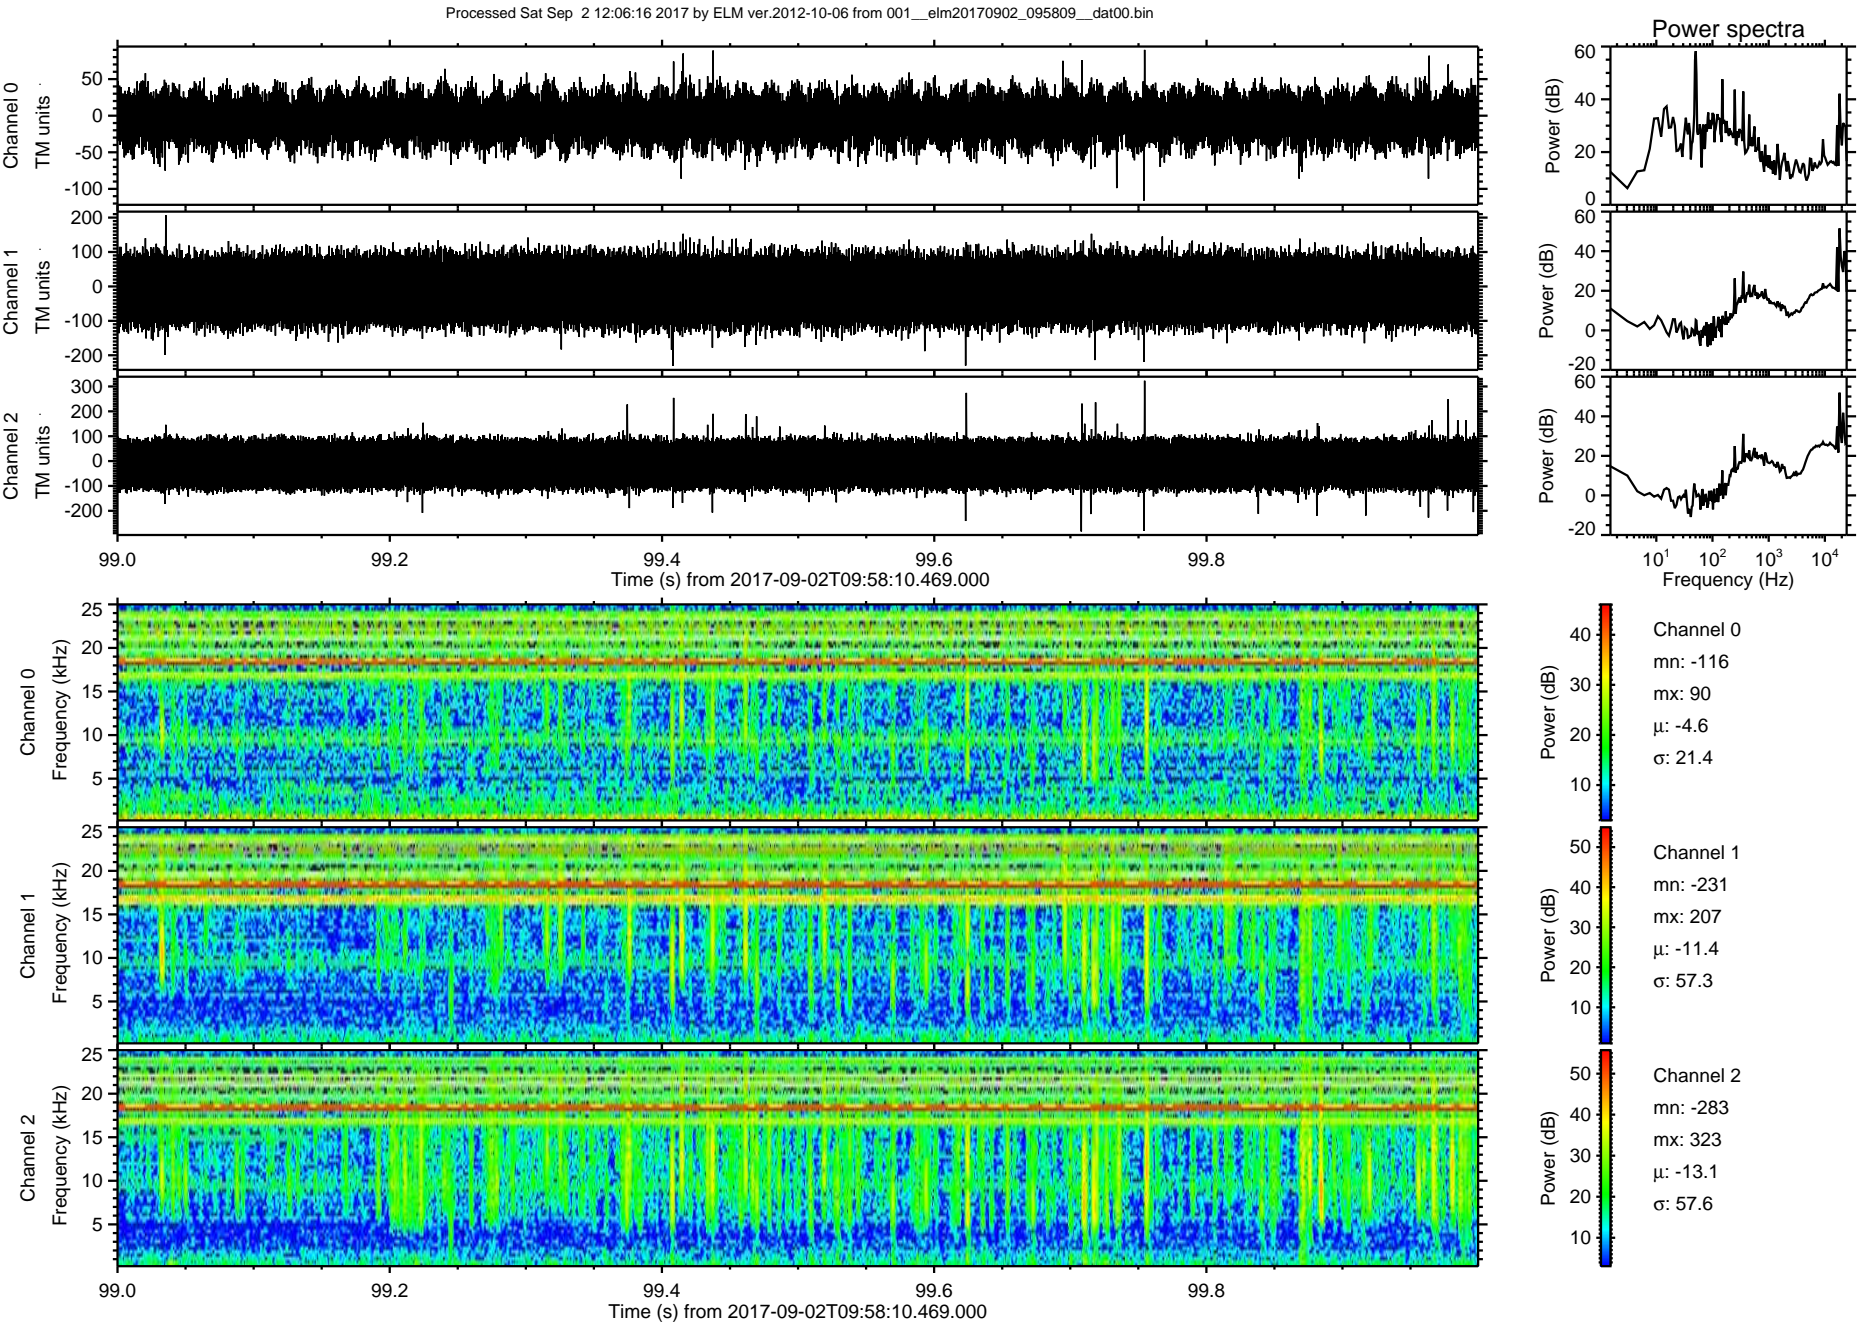 Processed Sat Sep  2 12:06:16 2017 by ELM ver.2012-10-06 from 001__elm20170902_095809__dat00.bin
Power spectra
Channel 0
TM units
50
0
-50
-100
Power (dB)
60
40
20
0
Channel 1
TM units
200
100
0
-100
-200
Power (dB)
60
40
20
0
-20
Channel 2
TM units
300
200
100
0
-100
-200
Power (dB)
60
40
20
0
-20
99.0 99.2 99.4 99.6 99.8
Time (s) from 2017-09-02T09:58:10.469.000
10¹ 10² 10³ 10⁴
Frequency (Hz)
Channel 0
Frequency (kHz)
25
20
15
10
5
Power (dB)
40
30
20
10
Channel 0
mn: -116
mx: 90
μ: -4.6
σ: 21.4
Channel 1
Frequency (kHz)
25
20
15
10
5
Power (dB)
50
40
30
20
10
Channel 1
mn: -231
mx: 207
μ: -11.4
σ: 57.3
Channel 2
Frequency (kHz)
25
20
15
10
5
Power (dB)
50
40
30
20
10
Channel 2
mn: -283
mx: 323
μ: -13.1
σ: 57.6
99.0 99.2 99.4 99.6 99.8
Time (s) from 2017-09-02T09:58:10.469.000